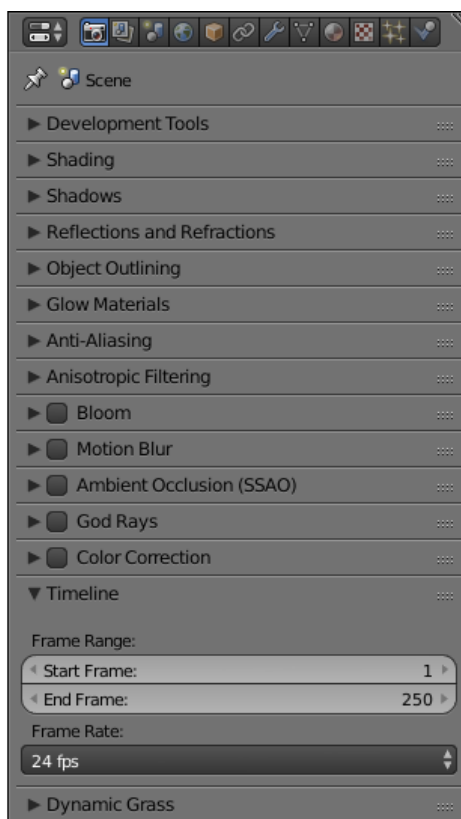 Scene
Development Tools
Shading
Shadows
Reflections and Refractions
Object Outlining
Glow Materials
Anti-Aliasing
Anisotropic Filtering
Bloom
Motion Blur
Ambient Occlusion (SSAO)
God Rays
Color Correction
Timeline
Frame Range:
Start Frame: 1
End Frame: 250
Frame Rate:
24 fps
Dynamic Grass